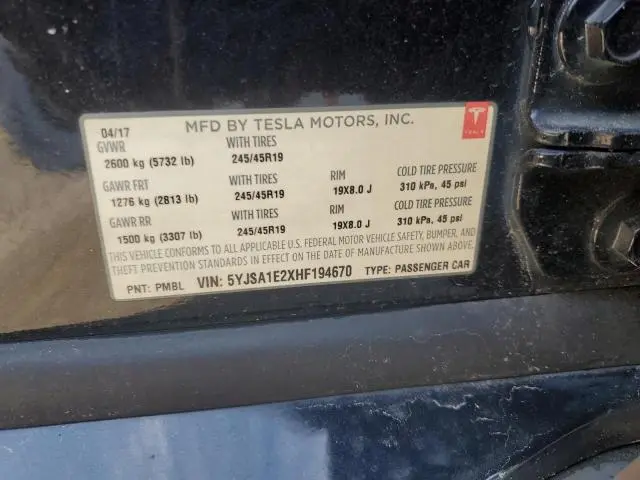 04/17 MFD BY TESLA MOTORS, INC.
TESLA
GVWR WITH TIRES
2600 kg (5732 lb) 245/45R19
GAWR FRT WITH TIRES RIM COLD TIRE PRESSURE
1276 kg (2813 lb) 245/45R19 19X8.0 J 310 kPa, 45 psi
GAWR RR WITH TIRES RIM COLD TIRE PRESSURE
1500 kg (3307 lb) 245/45R19 19X8.0 J 310 kPa, 45 psi
THIS VEHICLE CONFORMS TO ALL APPLICABLE U.S. FEDERAL MOTOR VEHICLE SAFETY, BUMPER, AND
THEFT PREVENTION STANDARDS IN EFFECT ON THE DATE OF MANUFACTURE SHOWN ABOVE.
PNT: PMBL VIN: 5YJSA1E2XHF194670 TYPE: PASSENGER CAR